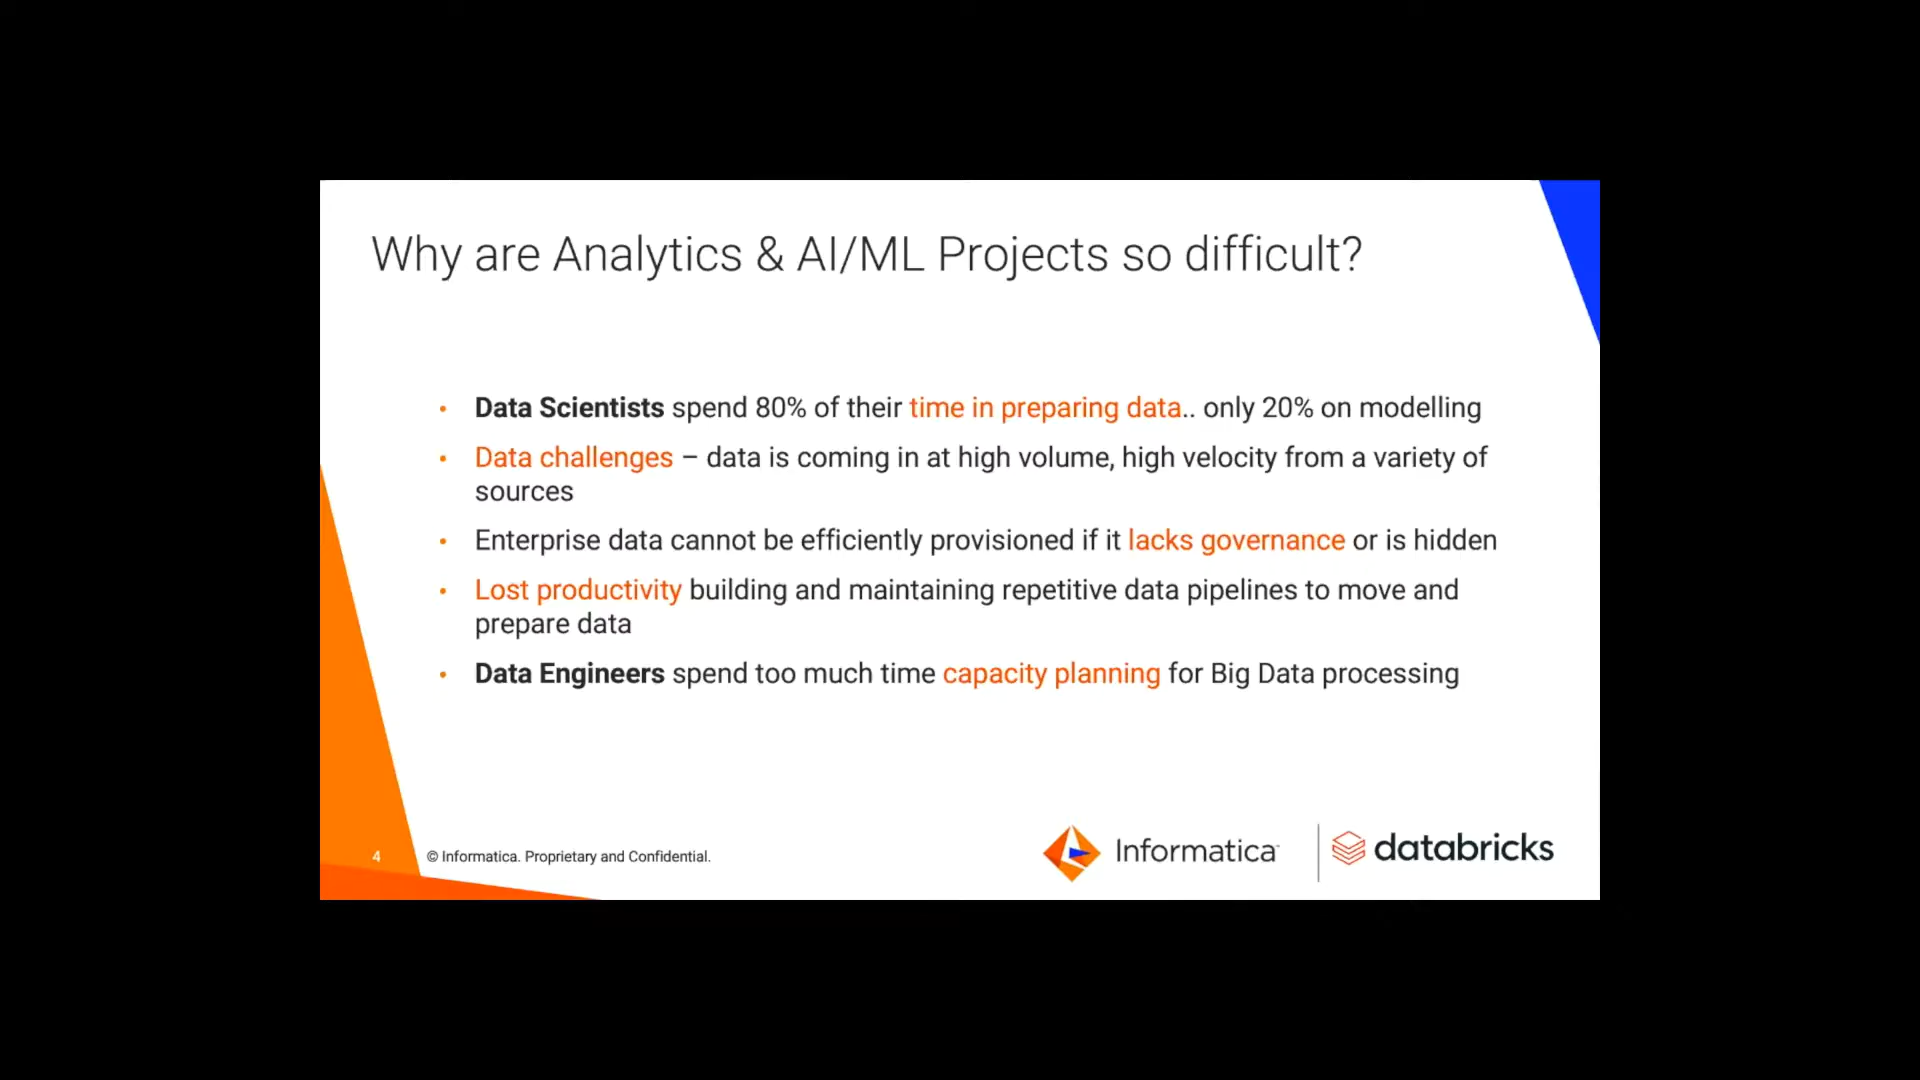 Why are Analytics & AI/ML Projects so difficult?
• Data Scientists spend 80% of their time in preparing data.. only 20% on modelling
• Data challenges – data is coming in at high volume, high velocity from a variety of
sources
• Enterprise data cannot be efficiently provisioned if it lacks governance or is hidden
• Lost productivity building and maintaining repetitive data pipelines to move and
prepare data
• Data Engineers spend too much time capacity planning for Big Data processing
4
© Informatica. Proprietary and Confidential.
Informatica
databricks